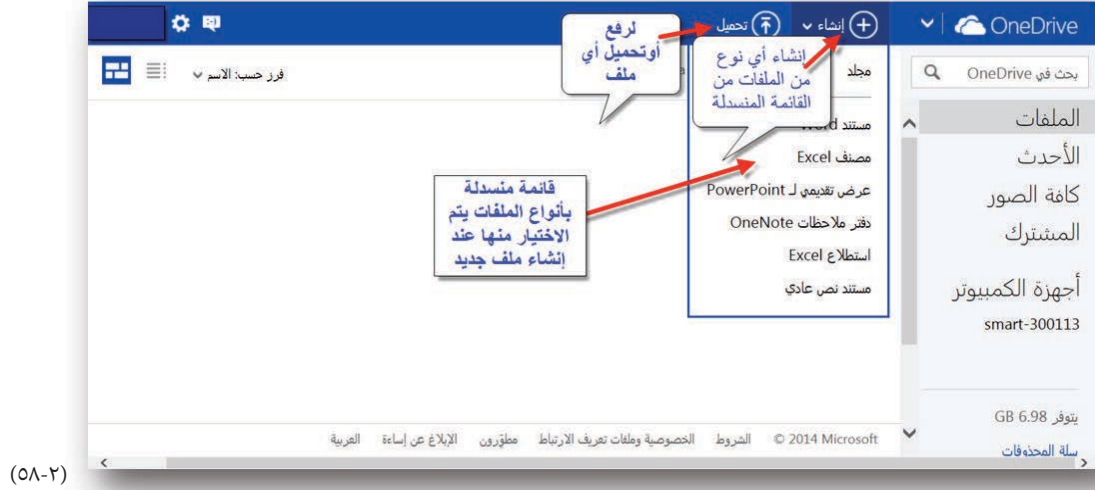 OneDrive
إنشاء
تحميل
بحث في OneDrive
الملفات
الأحدث
كافة الصور
المشترك
أجهزة الكمبيوتر
smart-300113
يتوفر 6.98 GB
سلة المحذوفات
لرفع
أوتحميل أي
ملف
إنشاء أي نوع
من الملفات من
القائمة المنسدلة
فرز حسب: الاسم
مجلد
مستند Word
مصنف Excel
عرض تقديمي لـ PowerPoint
دفتر ملاحظات OneNote
استطلاع Excel
مستند نص عادي
قائمة منسدلة
بأنواع الملفات يتم
الاختيار منها عند
إنشاء ملف جديد
© 2014 Microsoft الشروط الخصوصية وملفات تعريف الارتباط مطوّرون الإبلاغ عن إساءة العربية
(٢-٥٨)